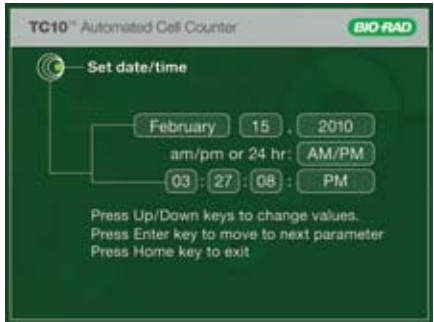 TC10™ Automated Cell Counter BIO-RAD
Set date/time
February 15 , 2010
am/pm or 24 hr: AM/PM
03 : 27 : 08 : PM
Press Up/Down keys to change values.
Press Enter key to move to next parameter
Press Home key to exit